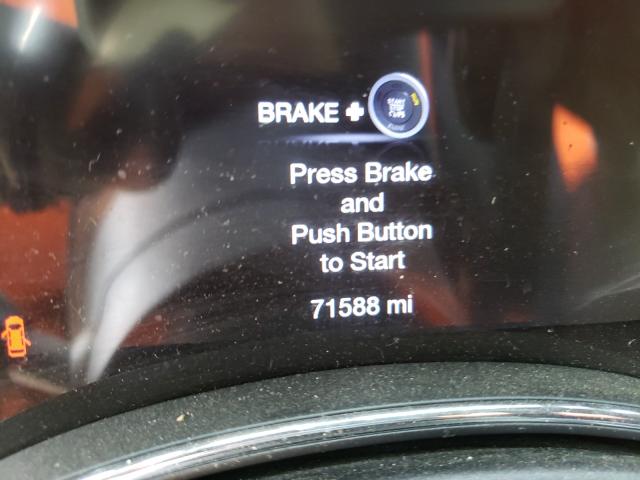 BRAKE +
Press Brake
and
Push Button
to Start
71588 mi